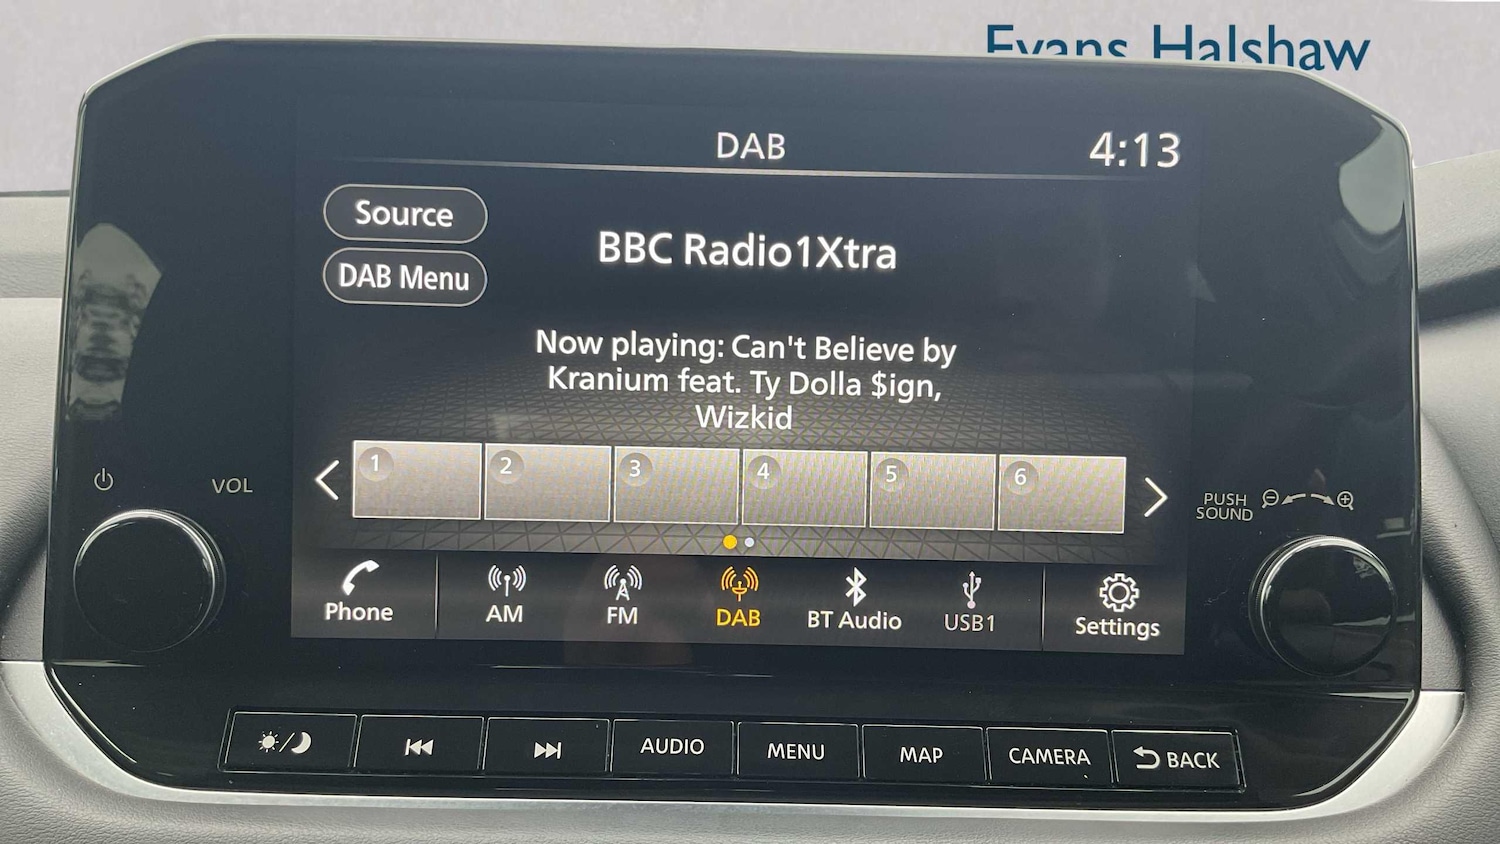 Evans Halshaw
DAB
4:13
Source
DAB Menu
BBC Radio1Xtra
Now playing: Can't Believe by
Kranium feat. Ty Dolla $ign,
Wizkid
1 2 3 4 5 6
VOL
PUSH
SOUND
Phone
AM
FM
DAB
BT Audio
USB1
Settings
AUDIO
MENU
MAP
CAMERA
BACK